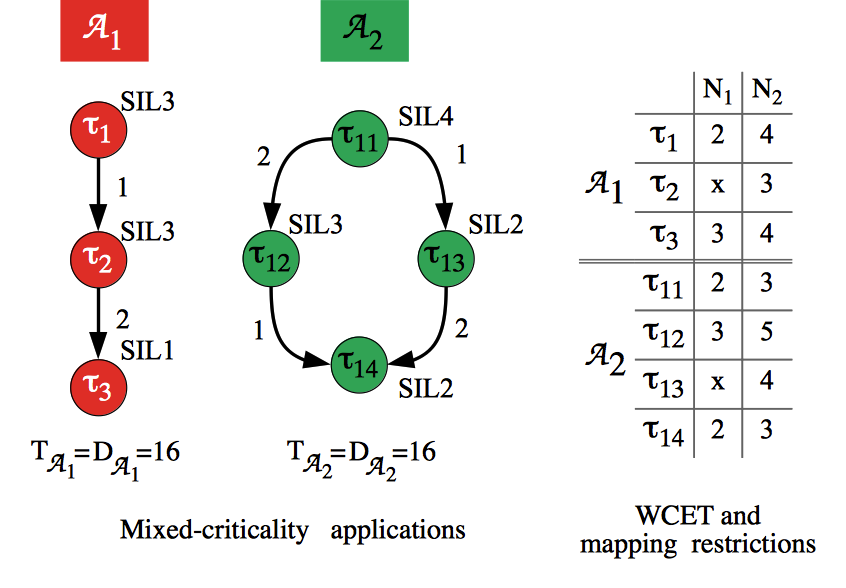 𝒜1
𝒜2
SIL3
τ1
1
SIL3
τ2
2
SIL1
τ3
T𝒜1=D𝒜1=16
SIL4
τ11
2
1
SIL3
τ12
SIL2
τ13
1
2
τ14
SIL2
T𝒜2=D𝒜2=16
Mixed-criticality applications
N1 N2
τ1 2 4
𝒜1 τ2 x 3
τ3 3 4
τ11 2 3
τ12 3 5
𝒜2
τ13 x 4
τ14 2 3
WCET and
mapping restrictions